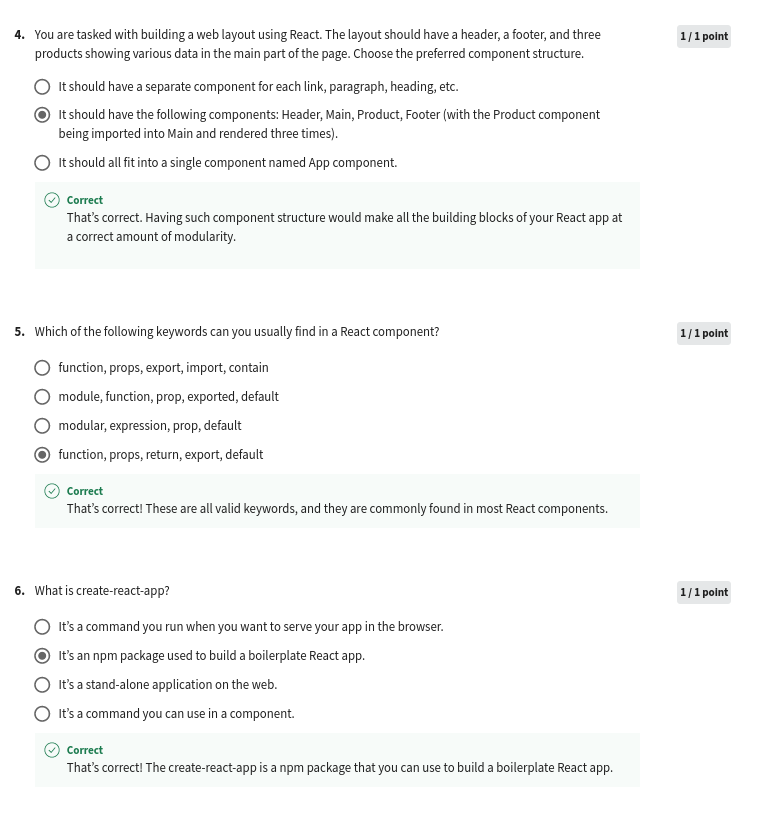 4. You are tasked with building a web layout using React. The layout should have a header, a footer, and three
products showing various data in the main part of the page. Choose the preferred component structure.
1 / 1 point
It should have a separate component for each link, paragraph, heading, etc.
It should have the following components: Header, Main, Product, Footer (with the Product component
being imported into Main and rendered three times).
It should all fit into a single component named App component.
Correct
That's correct. Having such component structure would make all the building blocks of your React app at
a correct amount of modularity.
5. Which of the following keywords can you usually find in a React component?
1 / 1 point
function, props, export, import, contain
module, function, prop, exported, default
modular, expression, prop, default
function, props, return, export, default
Correct
That's correct! These are all valid keywords, and they are commonly found in most React components.
6. What is create-react-app?
1 / 1 point
It's a command you run when you want to serve your app in the browser.
It's an npm package used to build a boilerplate React app.
It's a stand-alone application on the web.
It's a command you can use in a component.
Correct
That's correct! The create-react-app is a npm package that you can use to build a boilerplate React app.